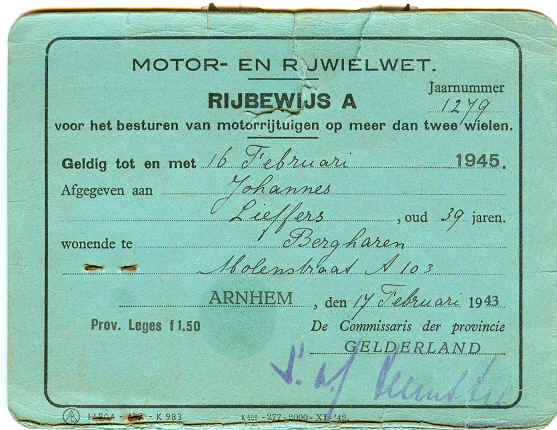 MOTOR- EN RIJWIELWET.
Jaarnummer
1279
RIJBEWIJS A
voor het besturen van motorrijtuigen op meer dan twee wielen.
Geldig tot en met 16 Februari 1945.
Afgegeven aan Johannes
Lieffers, oud 39 jaren.
wonende te Bergharen
Molenstraat A 103
ARNHEM, den 17 Februari 1943
Prov. Leges f 1.50
De Commissaris der provincie
GELDERLAND
K 983